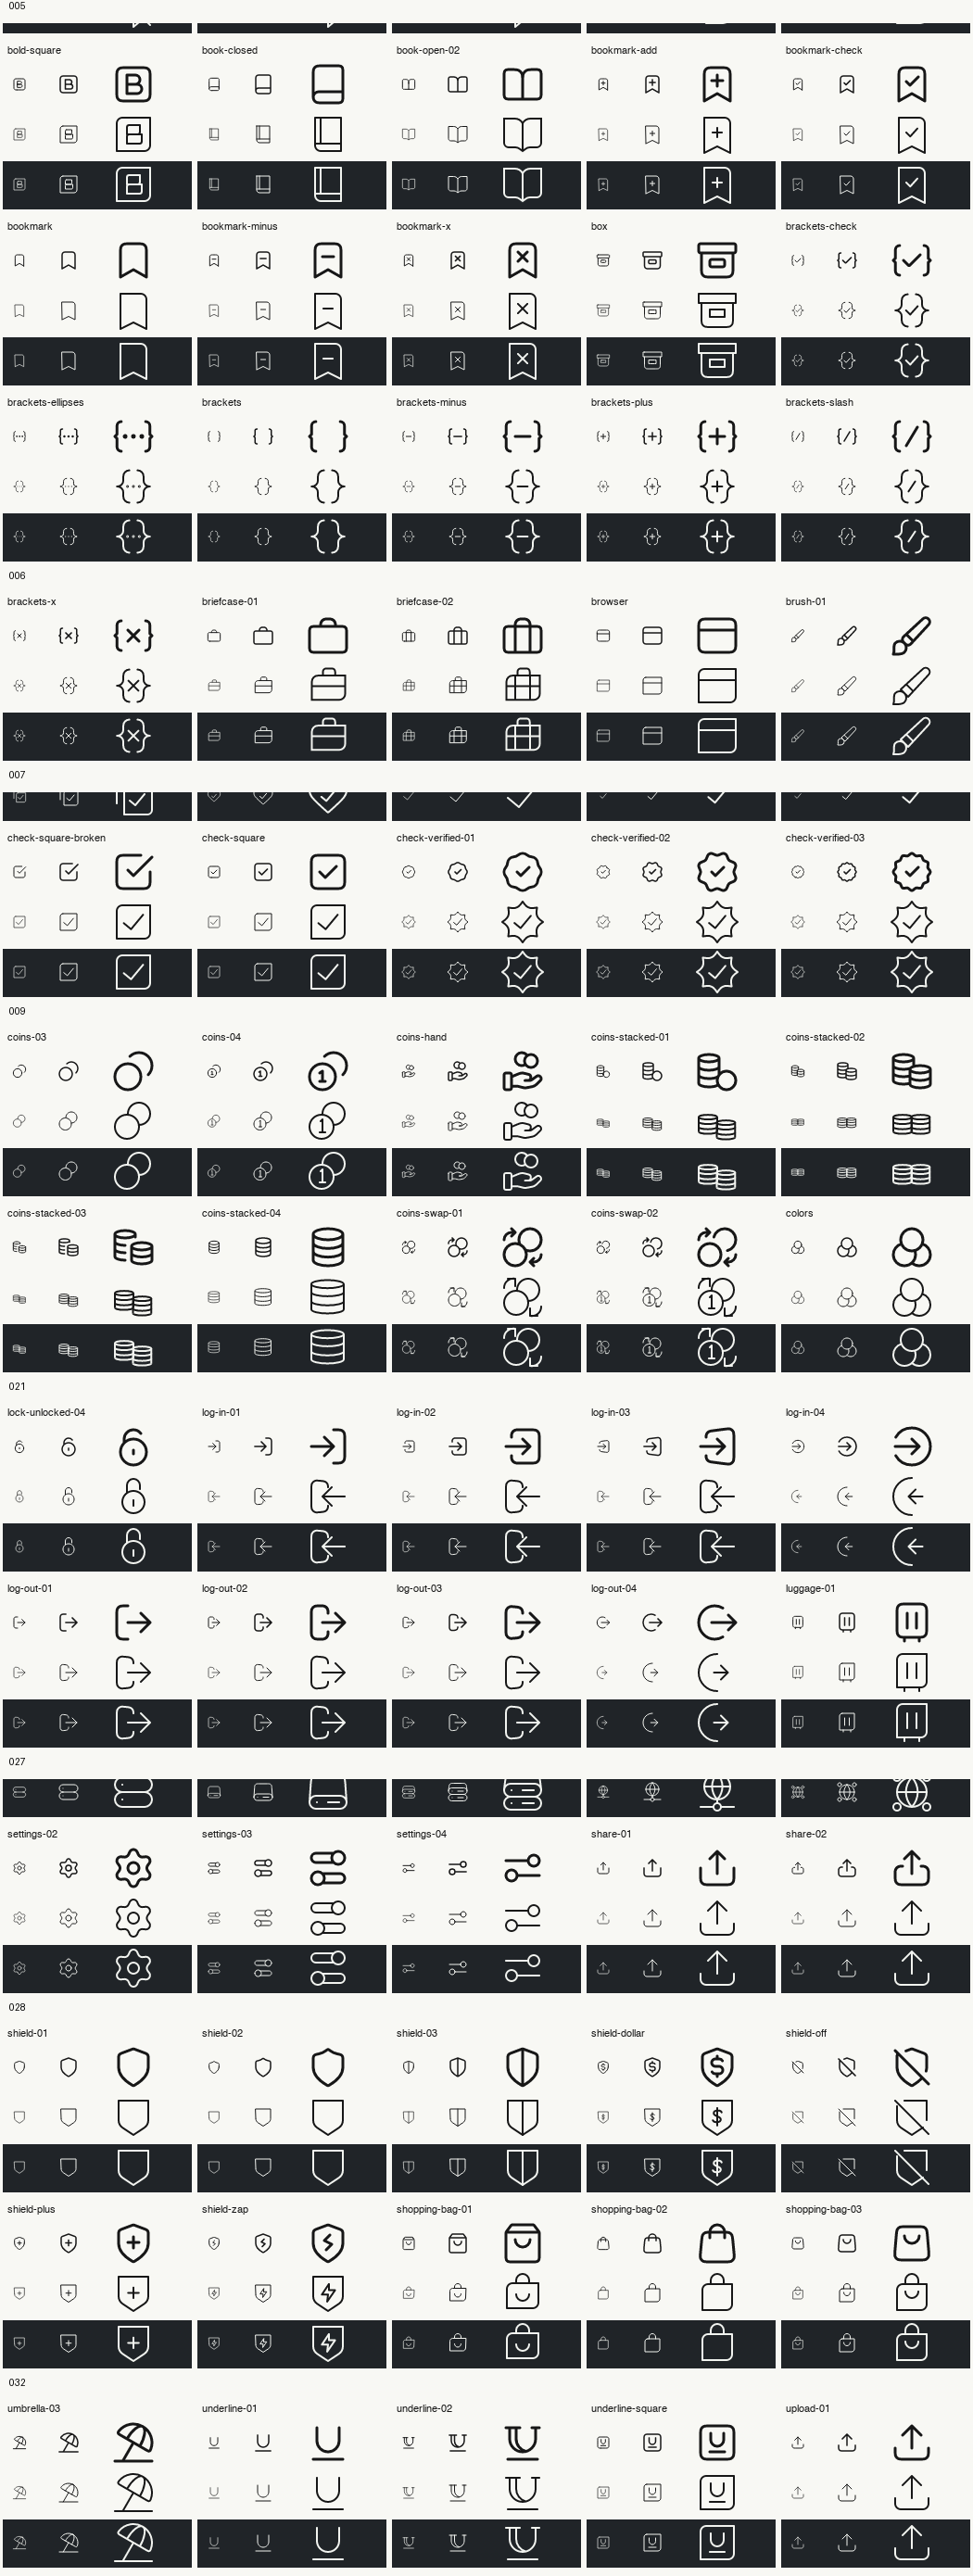 005
bold-square book-closed book-open-02 bookmark-add bookmark-check
bookmark bookmark-minus bookmark-x box brackets-check
brackets-ellipses brackets brackets-minus brackets-plus brackets-slash
006
brackets-x briefcase-01 briefcase-02 browser brush-01
007
check-square-broken check-square check-verified-01 check-verified-02 check-verified-03
009
coins-03 coins-04 coins-hand coins-stacked-01 coins-stacked-02
coins-stacked-03 coins-stacked-04 coins-swap-01 coins-swap-02 colors
021
lock-unlocked-04 log-in-01 log-in-02 log-in-03 log-in-04
log-out-01 log-out-02 log-out-03 log-out-04 luggage-01
027
settings-02 settings-03 settings-04 share-01 share-02
028
shield-01 shield-02 shield-03 shield-dollar shield-off
shield-plus shield-zap shopping-bag-01 shopping-bag-02 shopping-bag-03
032
umbrella-03 underline-01 underline-02 underline-square upload-01